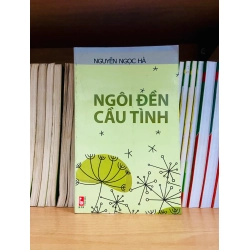 NGUYỄN NGỌC HÀ
NGÔI ĐỀN
CẦU TÌNH